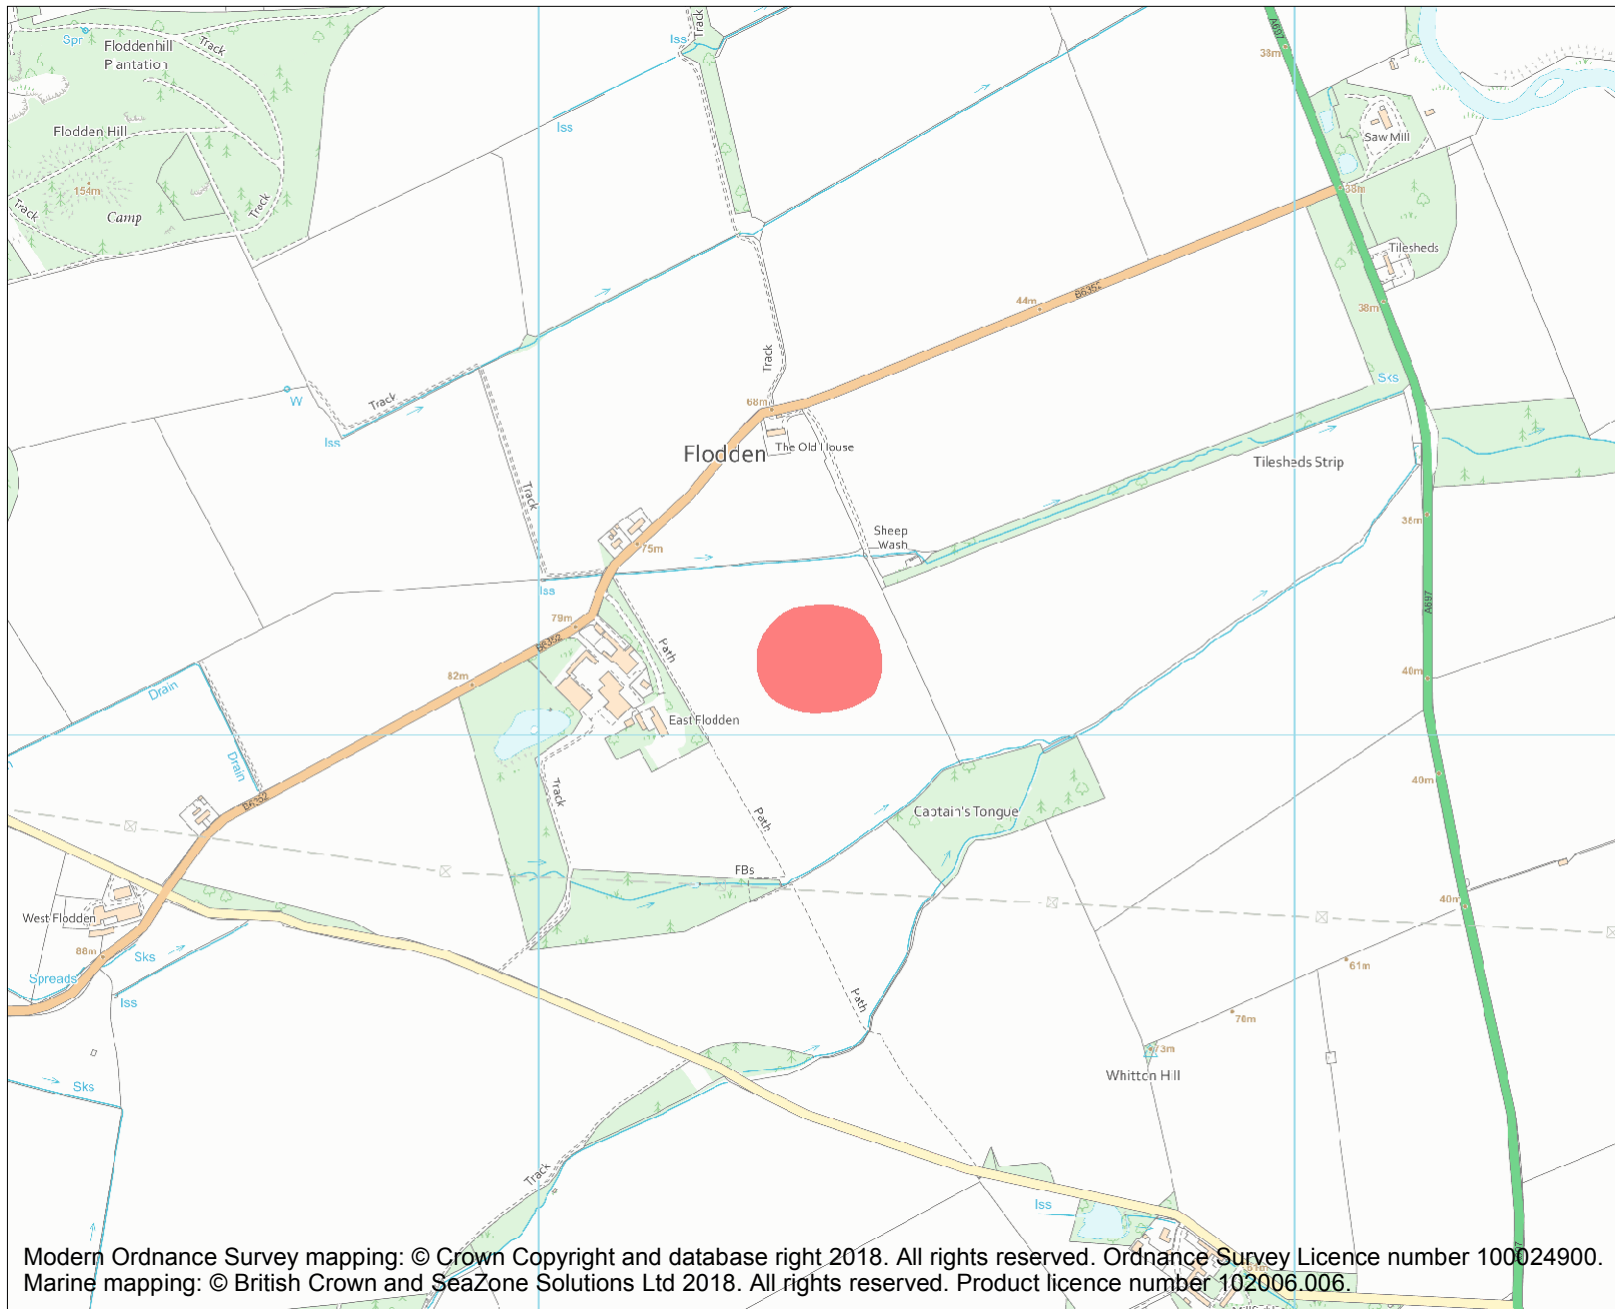 Spr
Floddenhill
Plantation
Track
Flodden Hill
154m
Camp
Track
Track
Iss
Track
Iss
A697
38m
Saw Mill
38m
Tilesheds
38m
44m
B6352
Track
W
Track
Iss
68m
Flodden
The Old House
Sks
Tilesheds Strip
Track
Sheep
Wash
38m
75m
Iss
79m
B6352
Path
A697
82m
Drain
Drain
East Flodden
40m
Track
Path
Captain's Tongue
40m
B6352
FBs
West Flodden
40m
88m
Sks
Spreads
Iss
Path
61m
70m
73m
Whitton Hill
Sks
Track
Iss
Modern Ordnance Survey mapping: © Crown Copyright and database right 2018. All rights reserved. Ordnance Survey Licence number 100024900.
Marine mapping: © British Crown and SeaZone Solutions Ltd 2018. All rights reserved. Product licence number 102006.006.